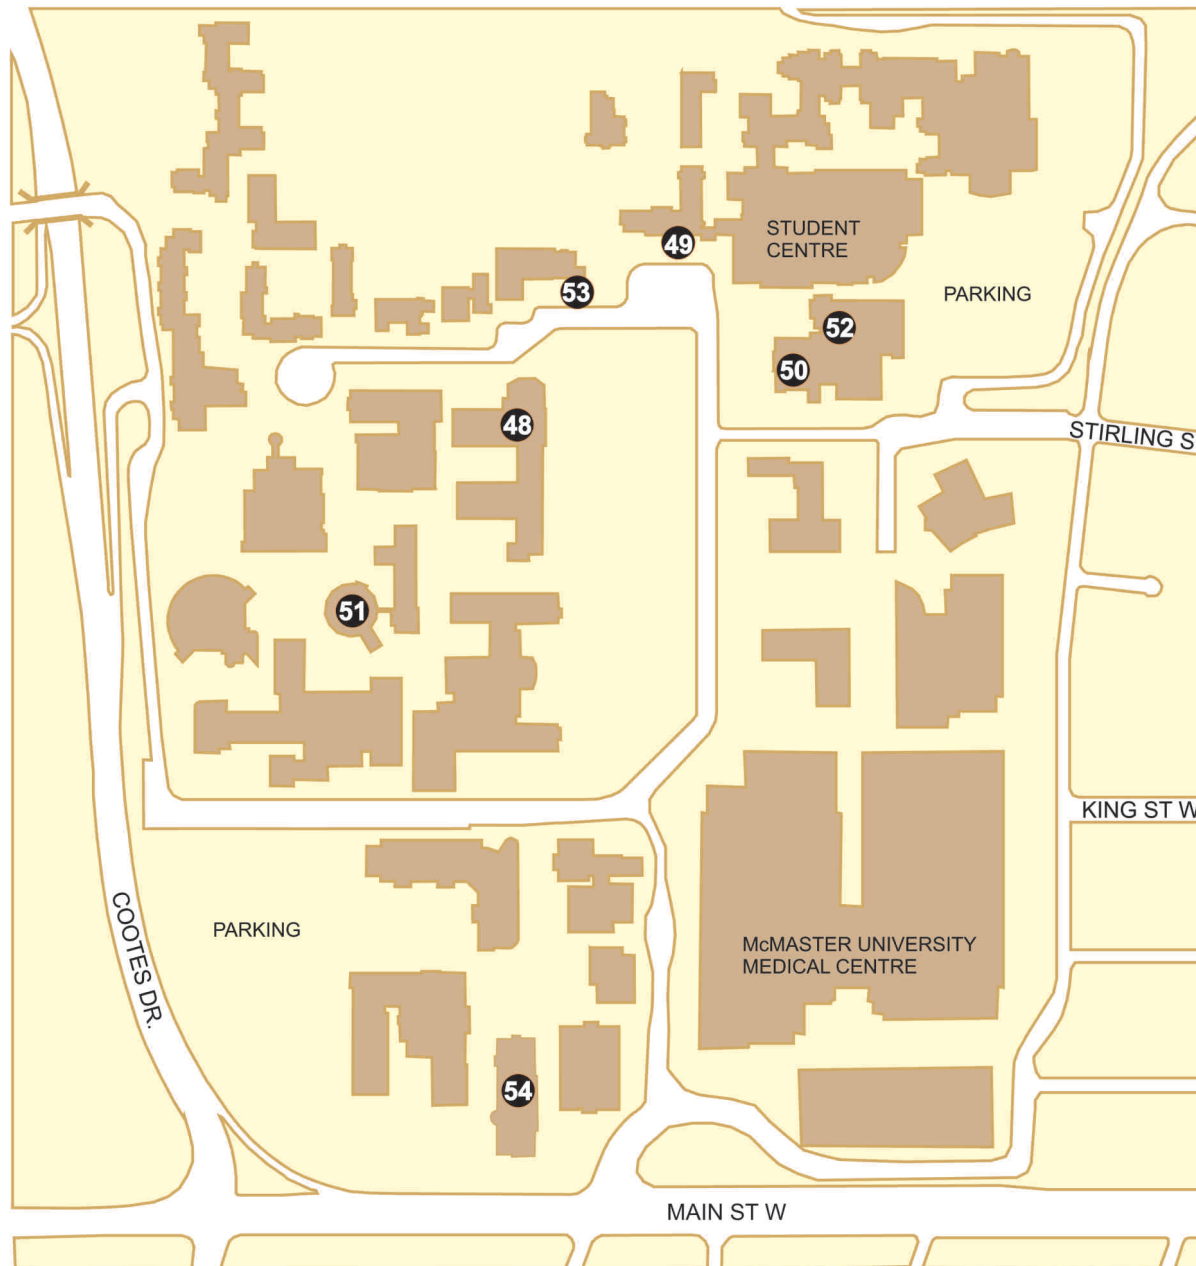 STUDENT
CENTRE
49
53
PARKING
52
50
48
STIRLING S
51
KING ST W
COOTES DR.
PARKING
McMASTER UNIVERSITY
MEDICAL CENTRE
54
MAIN ST W